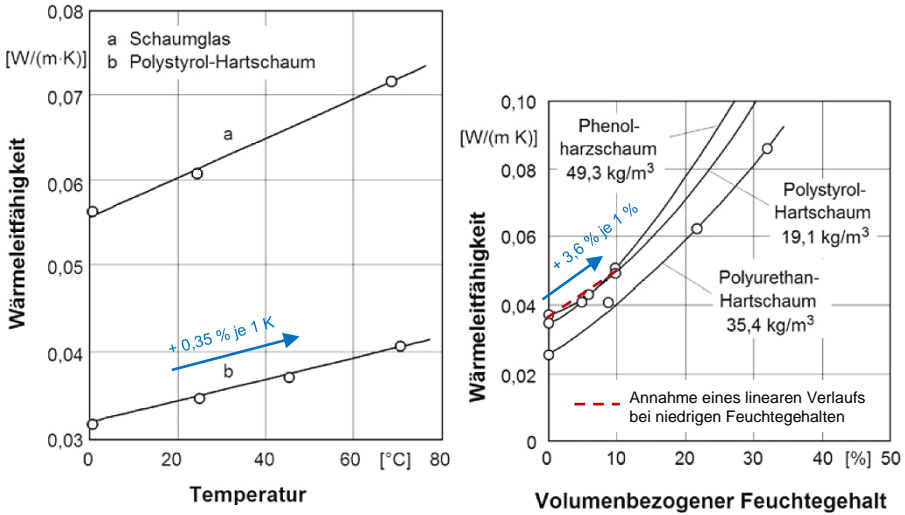 0,08
[W/(m·K)]
0,07
0,06
0,05
0,04
0,03
Wärmeleitfähigkeit
a Schaumglas
b Polystyrol-Hartschaum
a
+ 0,35 % je 1 K
b
0
20
40
60
[°C]
80
Temperatur
0,10
[W/(m K)]
0,08
0,06
0,04
0,02
0
Wärmeleitfähigkeit
Phenol-
harzschaum
49,3 kg/m³
Polystyrol-
Hartschaum
19,1 kg/m³
+ 3,6 % je 1 %
Polyurethan-
Hartschaum
35,4 kg/m³
Annahme eines linearen Verlaufs
bei niedrigen Feuchtegehalten
0
10
20
30
[%]
50
Volumenbezogener Feuchtegehalt